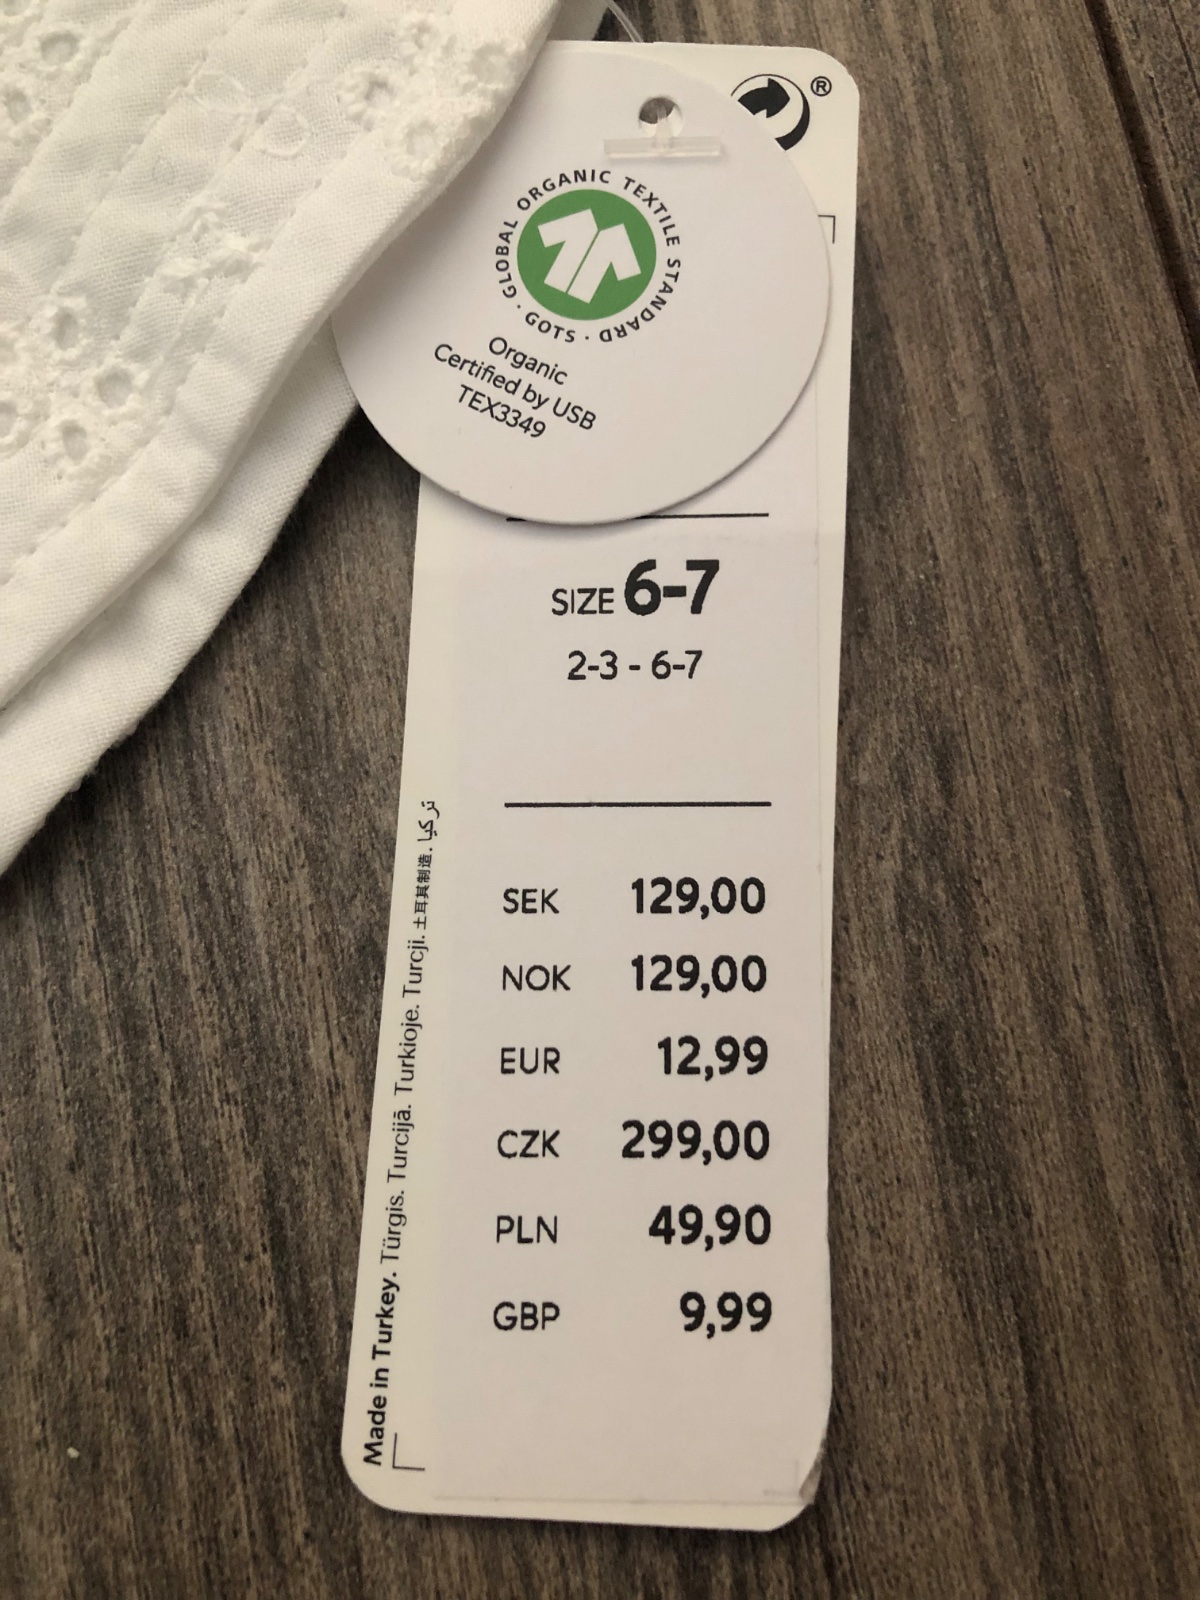 ®
GLOBAL ORGANIC TEXTILE STANDARD · GOTS ·
Organic
Certified by USB
TEX3349
SIZE 6-7
2-3 - 6-7
SEK 129,00
NOK 129,00
EUR 12,99
CZK 299,00
PLN 49,90
GBP 9,99
Made in Turkey. Türgis. Turcijā. Turkioje. Turcji. 土耳其制造. تركيا